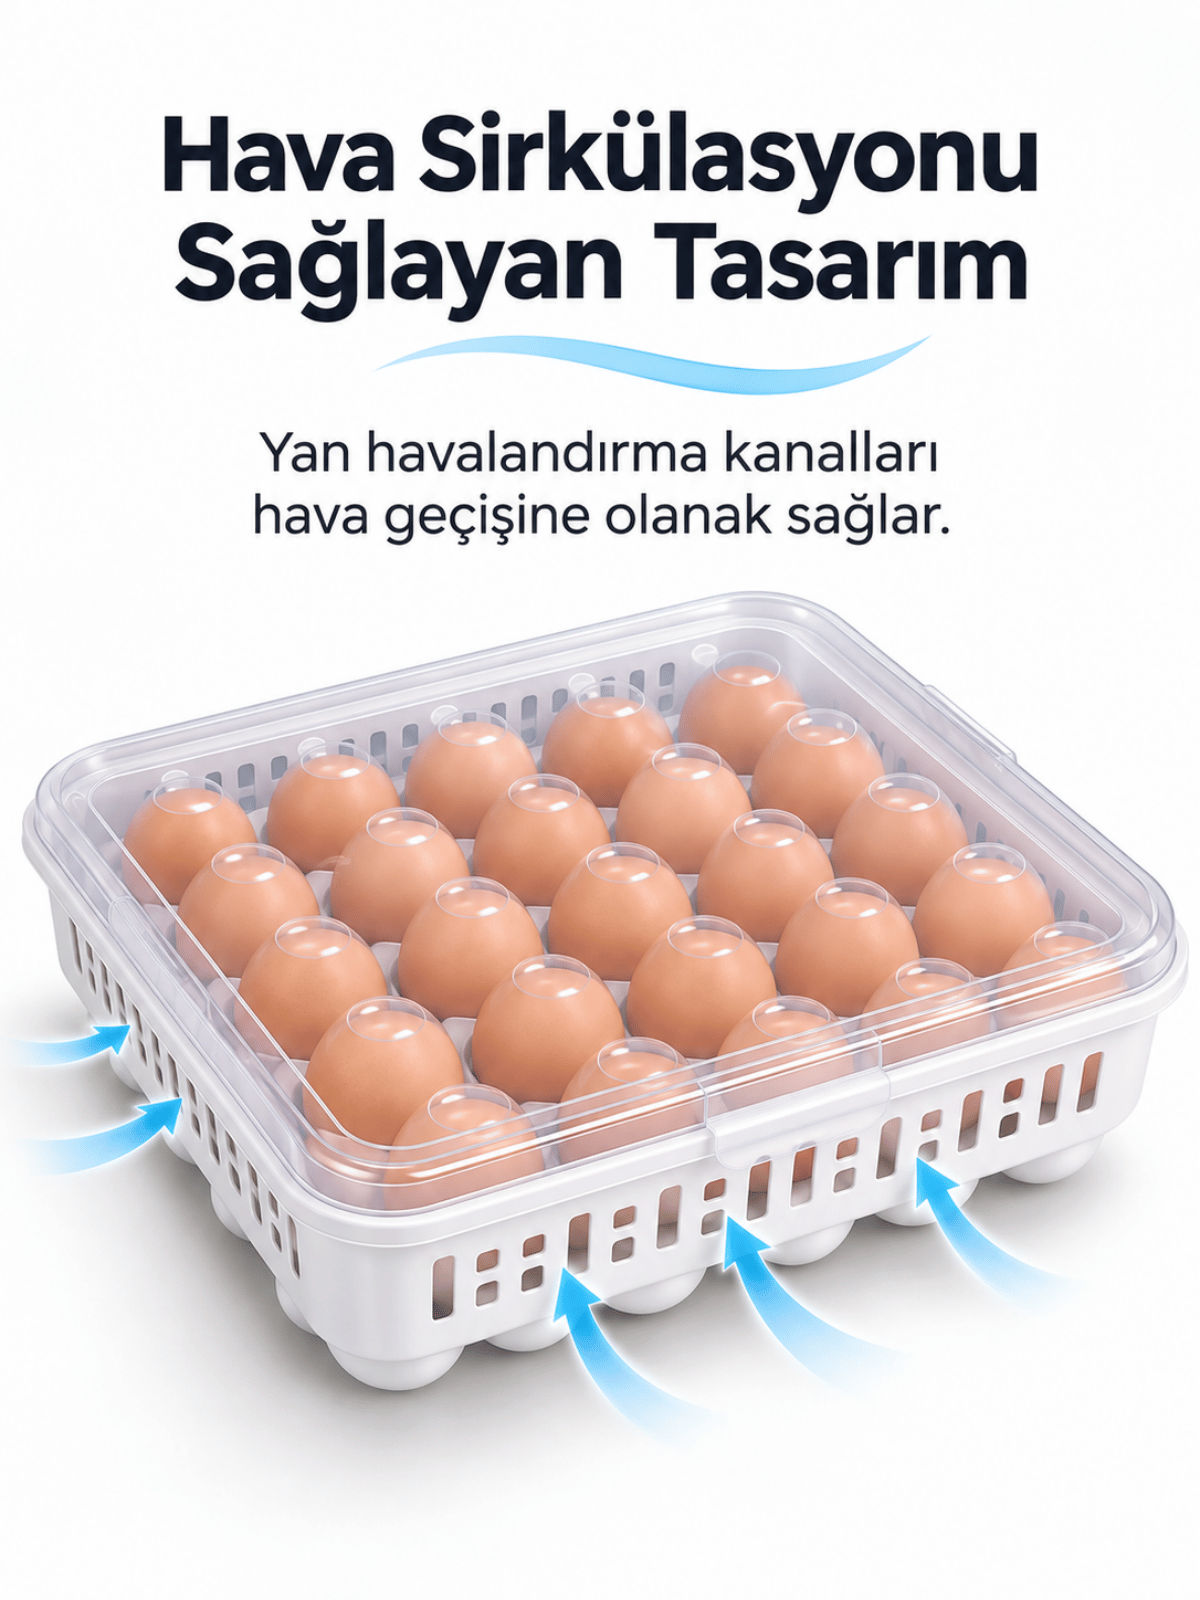 Hava Sirkülasyonu
Sağlayan Tasarım
Yan havalandırma kanalları
hava geçişine olanak sağlar.